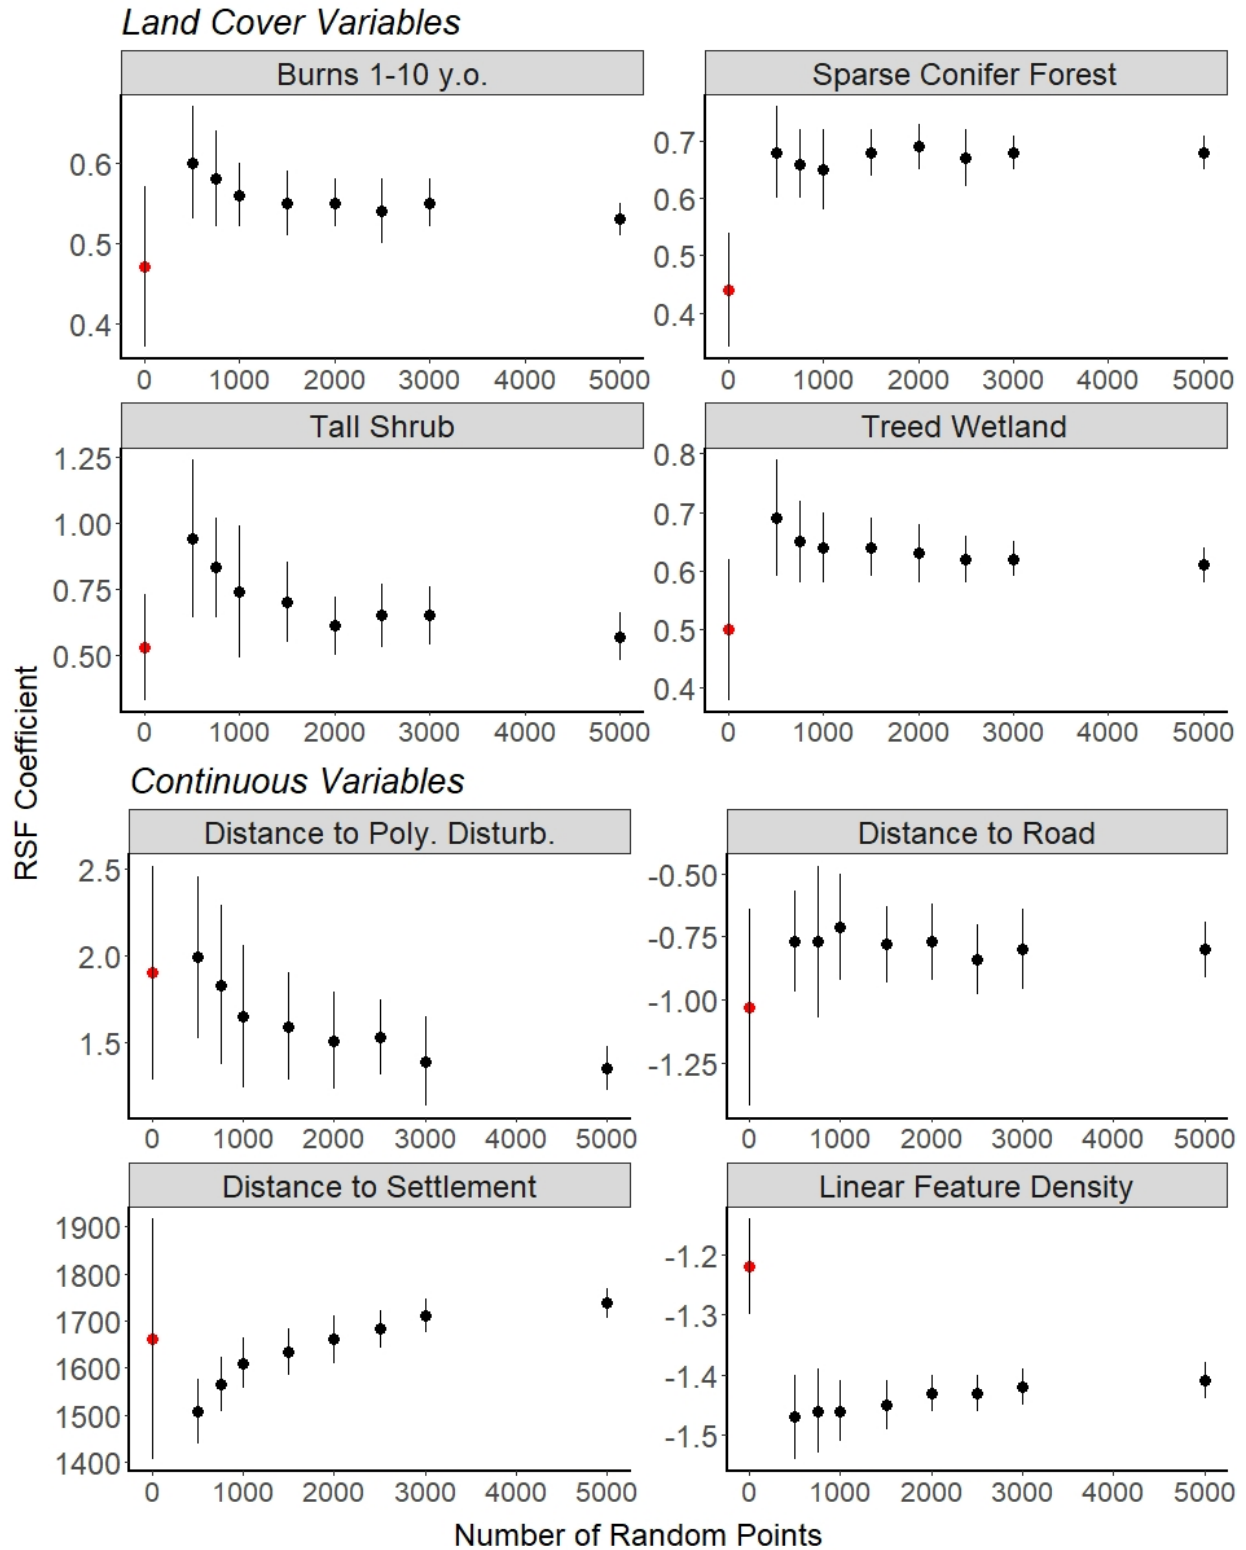 Land Cover Variables
Burns 1-10 y.o.
Sparse Conifer Forest
0.6
0.5
0.4
0.7
0.6
0.5
0.4
0 1000 2000 3000 4000 5000
0 1000 2000 3000 4000 5000
Tall Shrub
Treed Wetland
1.25
1.00
0.75
0.50
0.8
0.7
0.6
0.5
0.4
0 1000 2000 3000 4000 5000
0 1000 2000 3000 4000 5000
RSF Coefficient
Continuous Variables
Distance to Poly. Disturb.
Distance to Road
2.5
2.0
1.5
-0.50
-0.75
-1.00
-1.25
0 1000 2000 3000 4000 5000
0 1000 2000 3000 4000 5000
Distance to Settlement
Linear Feature Density
1900
1800
1700
1600
1500
1400
-1.2
-1.3
-1.4
-1.5
0 1000 2000 3000 4000 5000
0 1000 2000 3000 4000 5000
Number of Random Points